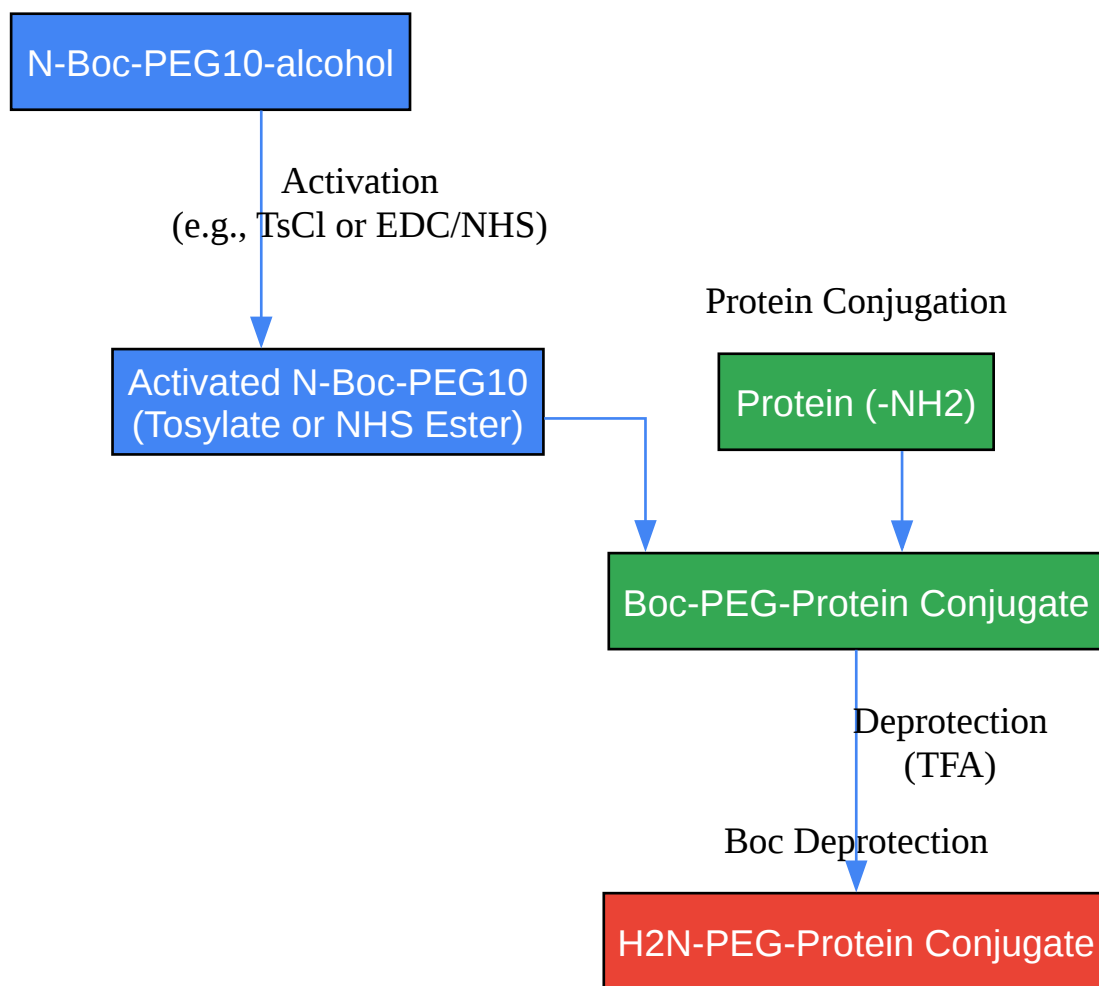 N-Boc-PEG10-alcohol
Activation
(e.g., TsCl or EDC/NHS)
Protein Conjugation
Activated N-Boc-PEG10
(Tosylate or NHS Ester)
Protein (-NH2)
Boc-PEG-Protein Conjugate
Deprotection
(TFA)
Boc Deprotection
H2N-PEG-Protein Conjugate